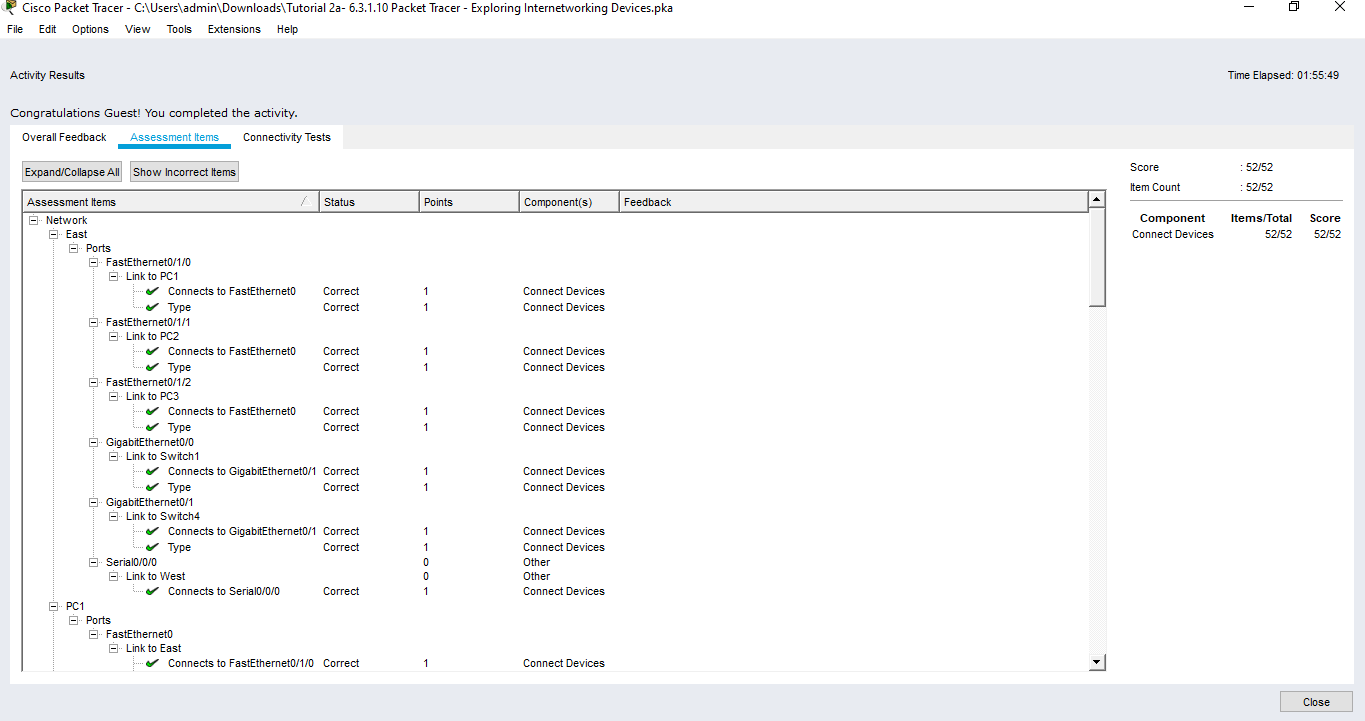 Cisco Packet Tracer - C:\Users\admin\Downloads\Tutorial 2a- 6.3.1.10 Packet Tracer - Exploring Internetworking Devices.pka
File Edit Options View Tools Extensions Help
Activity Results
Time Elapsed: 01:55:49
Congratulations Guest! You completed the activity.
Overall Feedback Assessment Items Connectivity Tests
Expand/Collapse All Show Incorrect Items
Assessment Items Status Points Component(s) Feedback
Network
East
Ports
FastEthernet0/1/0
Link to PC1
Connects to FastEthernet0 Correct 1 Connect Devices
Type Correct 1 Connect Devices
FastEthernet0/1/1
Link to PC2
Connects to FastEthernet0 Correct 1 Connect Devices
Type Correct 1 Connect Devices
FastEthernet0/1/2
Link to PC3
Connects to FastEthernet0 Correct 1 Connect Devices
Type Correct 1 Connect Devices
GigabitEthernet0/0
Link to Switch1
Connects to GigabitEthernet0/1 Correct 1 Connect Devices
Type Correct 1 Connect Devices
GigabitEthernet0/1
Link to Switch4
Connects to GigabitEthernet0/1 Correct 1 Connect Devices
Type Correct 1 Connect Devices
Serial0/0/0 0 Other
Link to West 0 Other
Connects to Serial0/0/0 Correct 1 Connect Devices
PC1
Ports
FastEthernet0
Link to East
Connects to FastEthernet0/1/0 Correct 1 Connect Devices
Score : 52/52
Item Count : 52/52
Component Items/Total Score
Connect Devices 52/52 52/52
Close